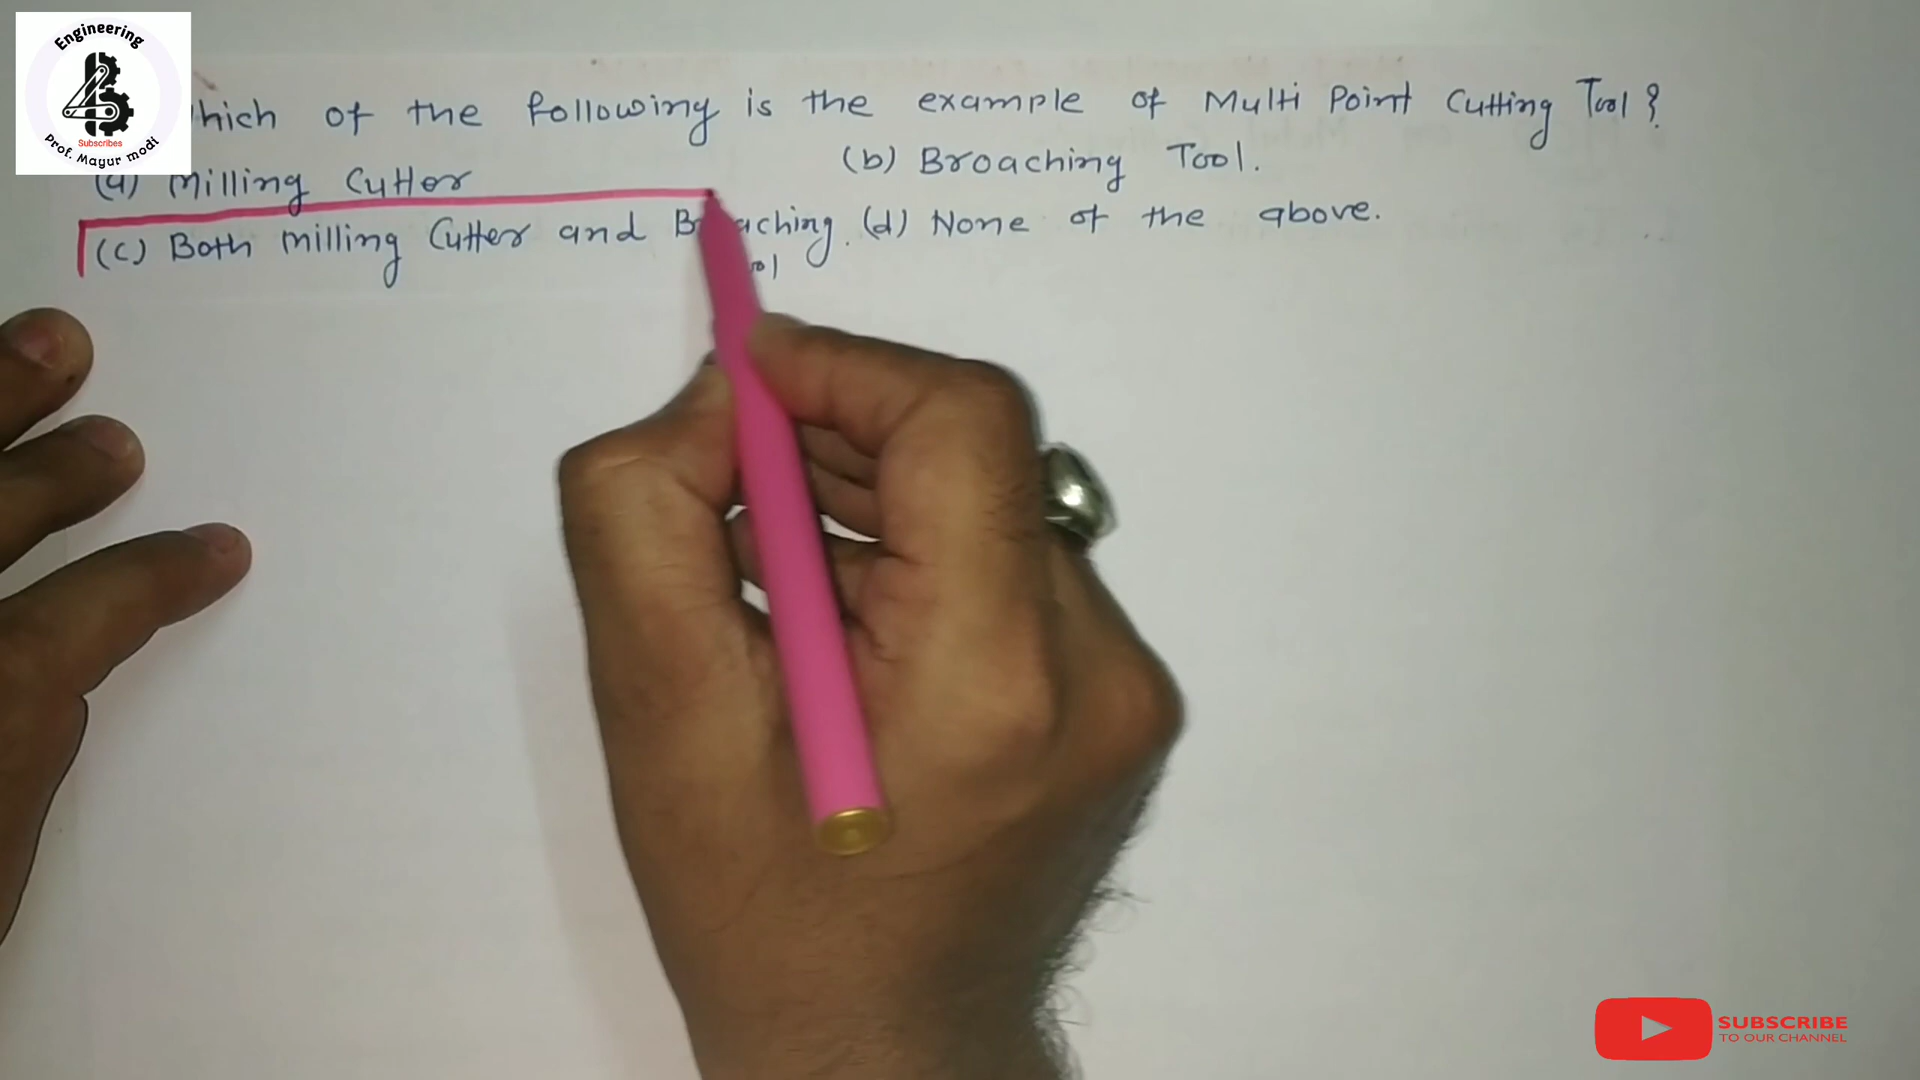 Engineering
Subscribes
Prof. Mayur modi
hich of the following is the example of Multi Point Cutting Tool ?
(a) Milling Cutter
(b) Broaching Tool.
(c) Both milling Cutter and B aching. (d) None of the above.
SUBSCRIBE
TO OUR CHANNEL